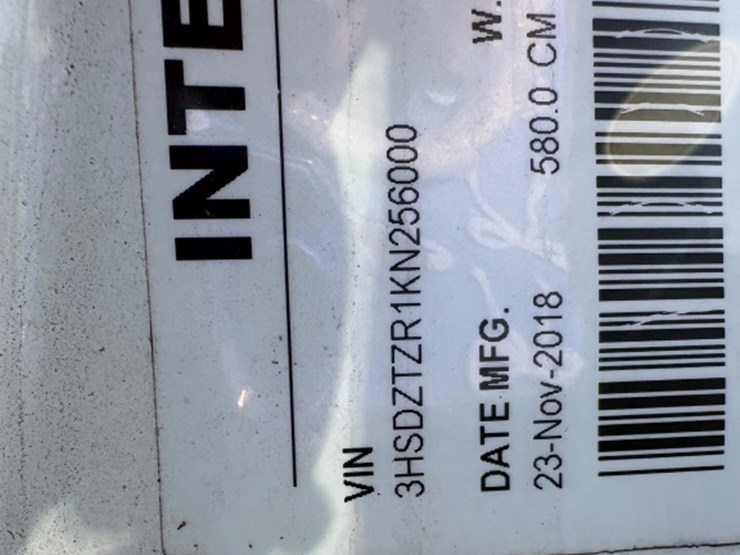 INTE
VIN
3HSDZTZR1KN256000
DATE MFG. W.
23-Nov-2018 580.0 CM